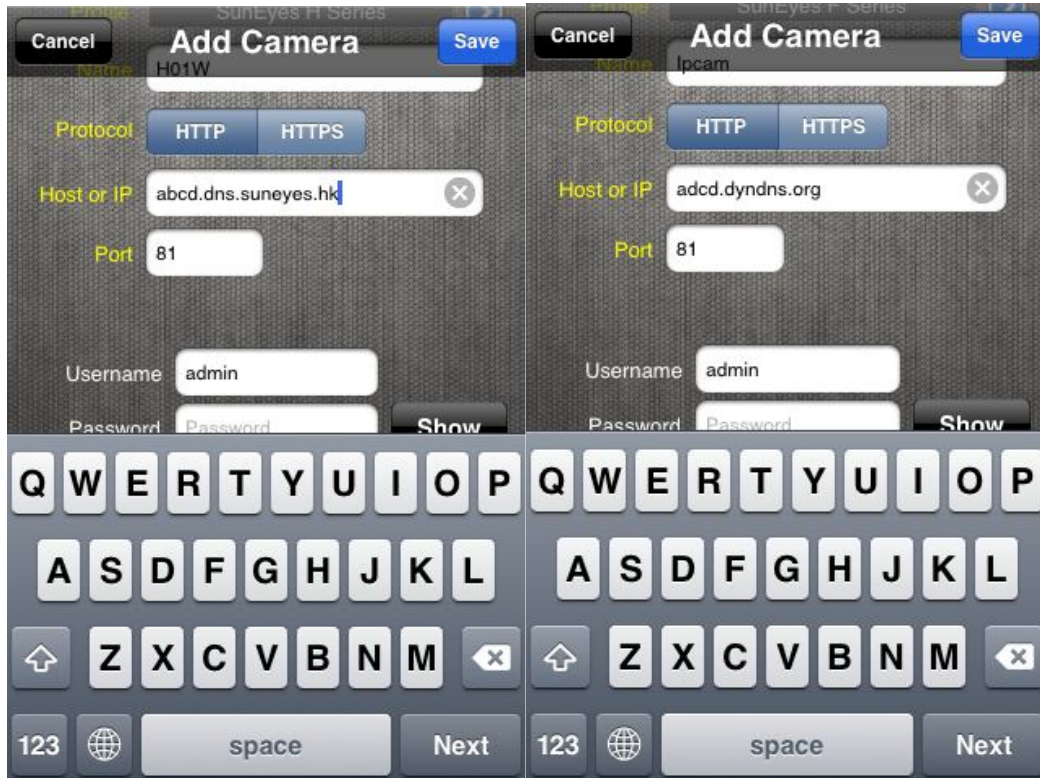 Profile SunEyes H Series
Cancel Add Camera Save
Name H01W
Protocol HTTP HTTPS
Host or IP abcd.dns.suneyes.hk
Port 81
Username admin
Password Password Show
Q W E R T Y U I O P
A S D F G H J K L
Z X C V B N M
123 space Next
Profile SunEyes F Series
Cancel Add Camera Save
Name Ipcam
Protocol HTTP HTTPS
Host or IP adcd.dyndns.org
Port 81
Username admin
Password Password Show
Q W E R T Y U I O P
A S D F G H J K L
Z X C V B N M
123 space Next